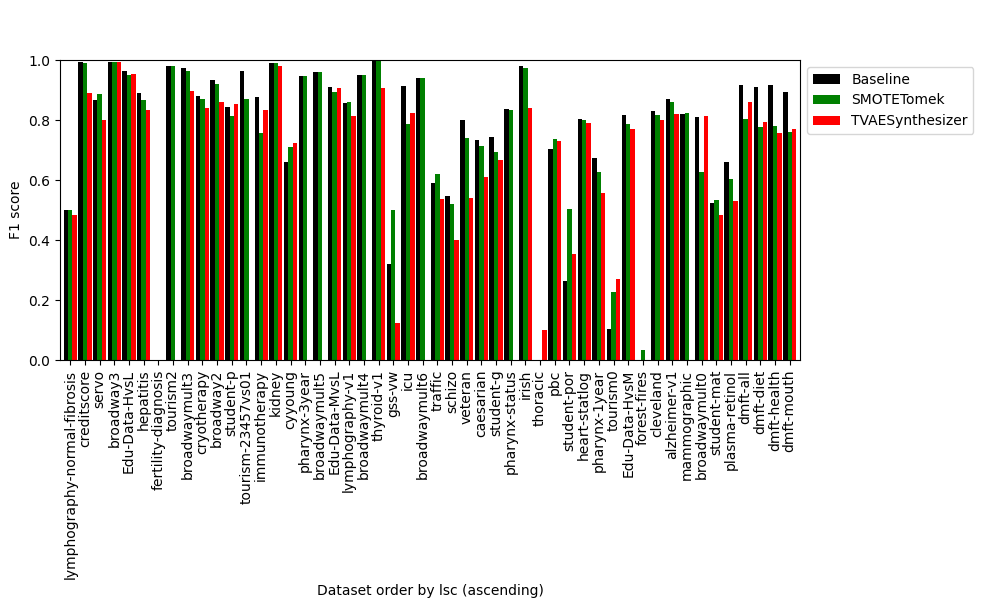 Baseline
SMOTETomek
TVAESynthesizer
F1 score
1.0
0.8
0.6
0.4
0.2
0.0
lymphography-normal-fibrosis
creditscore
servo
broadway3
Edu-Data-HvsL
hepatitis
fertility-diagnosis
tourism2
broadwaymult3
cryotherapy
broadway2
student-p
tourism-23457vs01
immunotherapy
kidney
cyyoung
pharynx-3year
broadwaymult5
Edu-Data-MvsL
lymphography-v1
broadwaymult4
thyroid-v1
gss-vw
icu
broadwaymult6
traffic
schizo
veteran
caesarian
student-g
pharynx-status
irish
thoracic
pbc
student-por
heart-statlog
pharynx-1year
tourism0
Edu-Data-HvsM
forest-fires
cleveland
alzheimer-v1
mammographic
broadwaymult0
student-mat
plasma-retinol
dmft-all
dmft-diet
dmft-health
dmft-mouth
Dataset order by lsc (ascending)